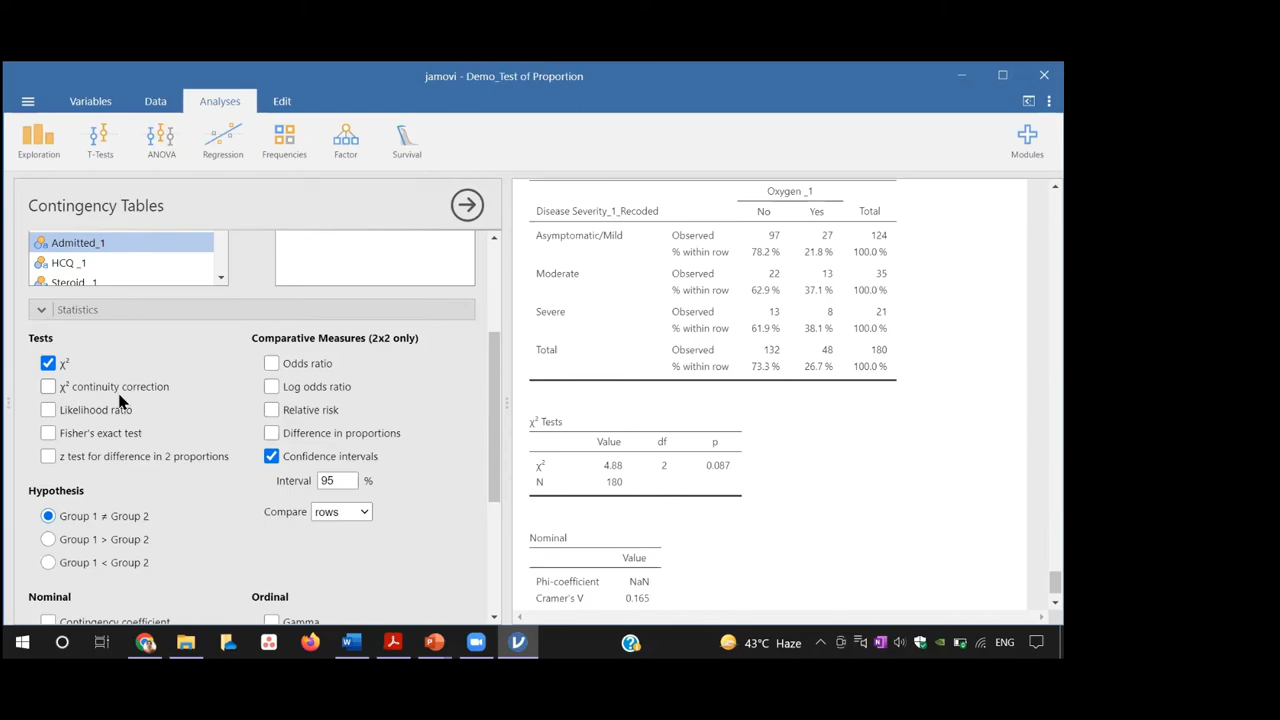 jamovi - Demo_Test of Proportion
Variables Data Analyses Edit
Exploration T-Tests ANOVA Regression Frequencies Factor Survival Modules
Contingency Tables
Admitted_1
HCQ _1
Steroid _1
Statistics
Tests Comparative Measures (2x2 only)
χ² Odds ratio
χ² continuity correction Log odds ratio
Likelihood ratio Relative risk
Fisher's exact test Difference in proportions
z test for difference in 2 proportions Confidence intervals
Interval 95 %
Hypothesis
Compare rows
Group 1 ≠ Group 2
Group 1 > Group 2
Group 1 < Group 2
Nominal Ordinal
Contingency coefficient Gamma
Oxygen _1
Disease Severity_1_Recoded No Yes Total
Asymptomatic/Mild Observed 97 27 124
% within row 78.2 % 21.8 % 100.0 %
Moderate Observed 22 13 35
% within row 62.9 % 37.1 % 100.0 %
Severe Observed 13 8 21
% within row 61.9 % 38.1 % 100.0 %
Total Observed 132 48 180
% within row 73.3 % 26.7 % 100.0 %
χ² Tests
Value df p
χ² 4.88 2 0.087
N 180
Nominal
Value
Phi-coefficient NaN
Cramer's V 0.165
43°C Haze ENG